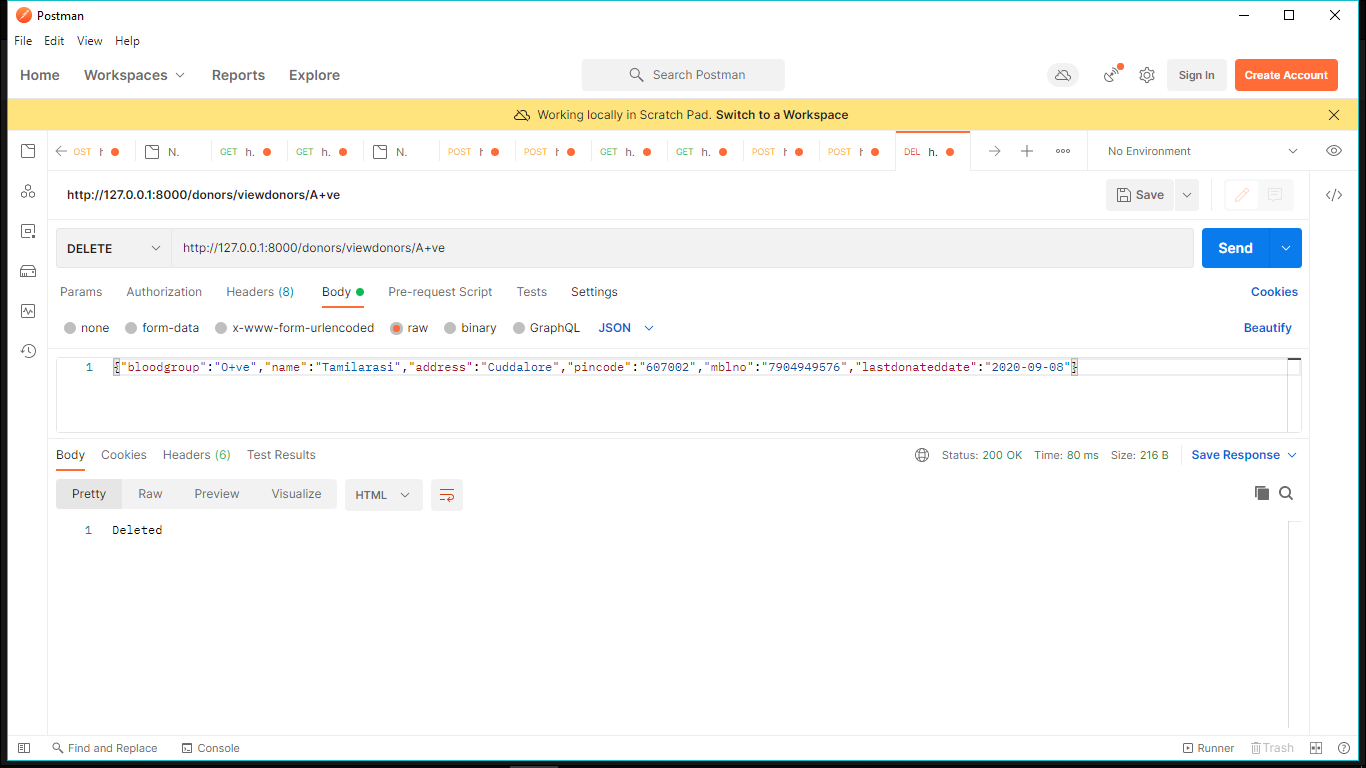 Postman
File Edit View Help
Home Workspaces Reports Explore Search Postman Sign In Create Account
Working locally in Scratch Pad. Switch to a Workspace
OST h N. GET h. GET h. N. POST h POST h GET h. GET h. POST h POST h DEL h. No Environment
http://127.0.0.1:8000/donors/viewdonors/A+ve Save
DELETE http://127.0.0.1:8000/donors/viewdonors/A+ve Send
Params Authorization Headers (8) Body Pre-request Script Tests Settings Cookies
none form-data x-www-form-urlencoded raw binary GraphQL JSON Beautify
1 {"bloodgroup":"O+ve","name":"Tamilarasi","address":"Cuddalore","pincode":"607002","mblno":"7904949576","lastdonateddate":"2020-09-08"}
Body Cookies Headers (6) Test Results Status: 200 OK Time: 80 ms Size: 216 B Save Response
Pretty Raw Preview Visualize HTML
1 Deleted
Find and Replace Console Runner Trash